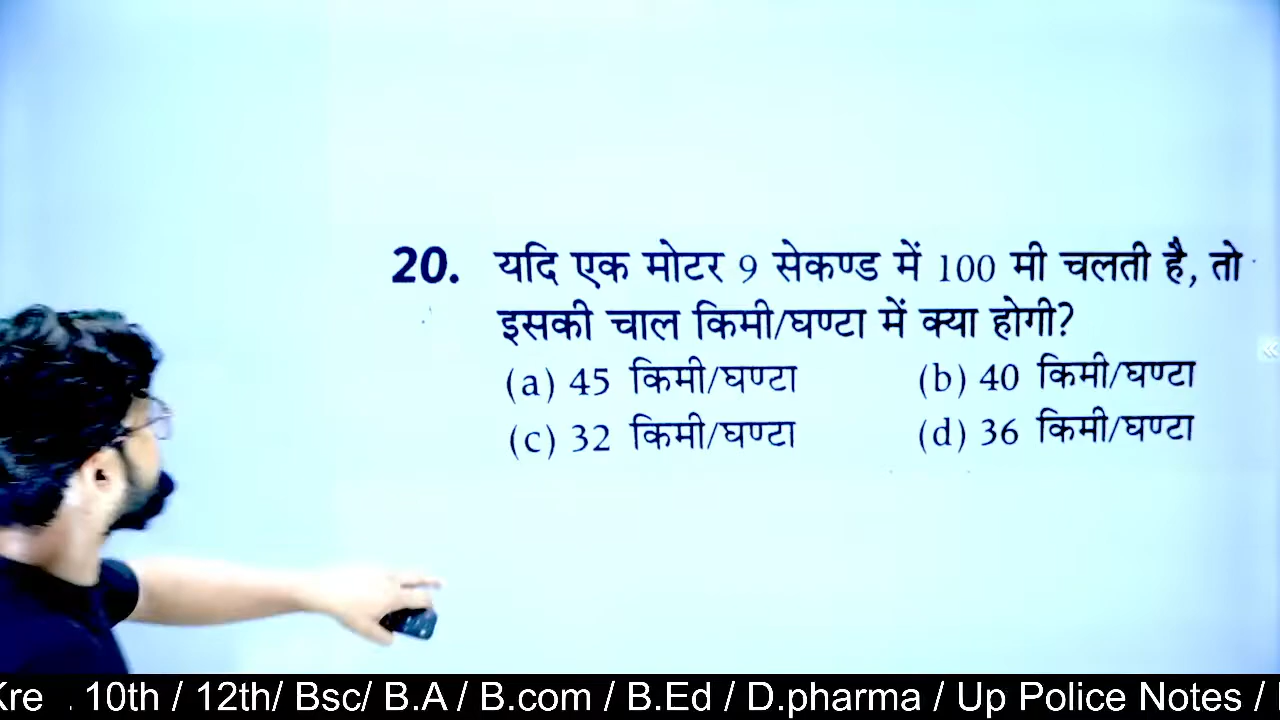 20. यदि एक मोटर 9 सेकण्ड में 100 मी चलती है, तो
इसकी चाल किमी/घण्टा में क्या होगी?
(a) 45 किमी/घण्टा (b) 40 किमी/घण्टा
(c) 32 किमी/घण्टा (d) 36 किमी/घण्टा
Kre . 10th / 12th/ Bsc/ B.A / B.com / B.Ed / D.pharma / Up Police Notes /